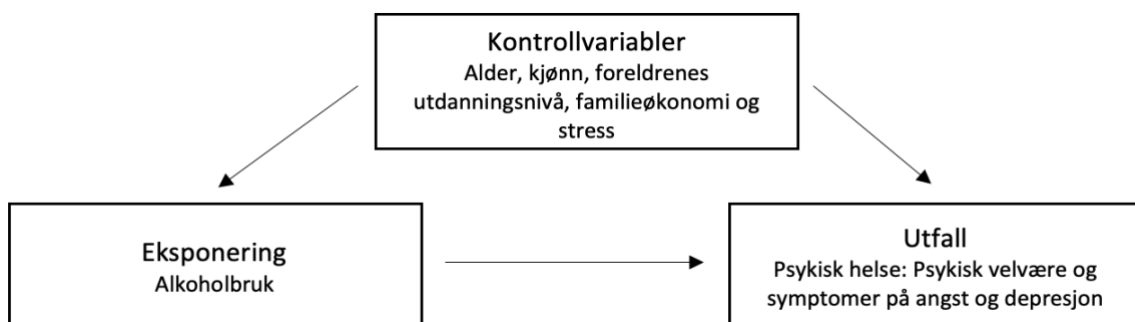 Kontrollvariabler
Alder, kjønn, foreldrenes
utdanningsnivå, familieøkonomi og
stress
Eksponering
Alkoholbruk
Utfall
Psykisk helse: Psykisk velvære og
symptomer på angst og depresjon